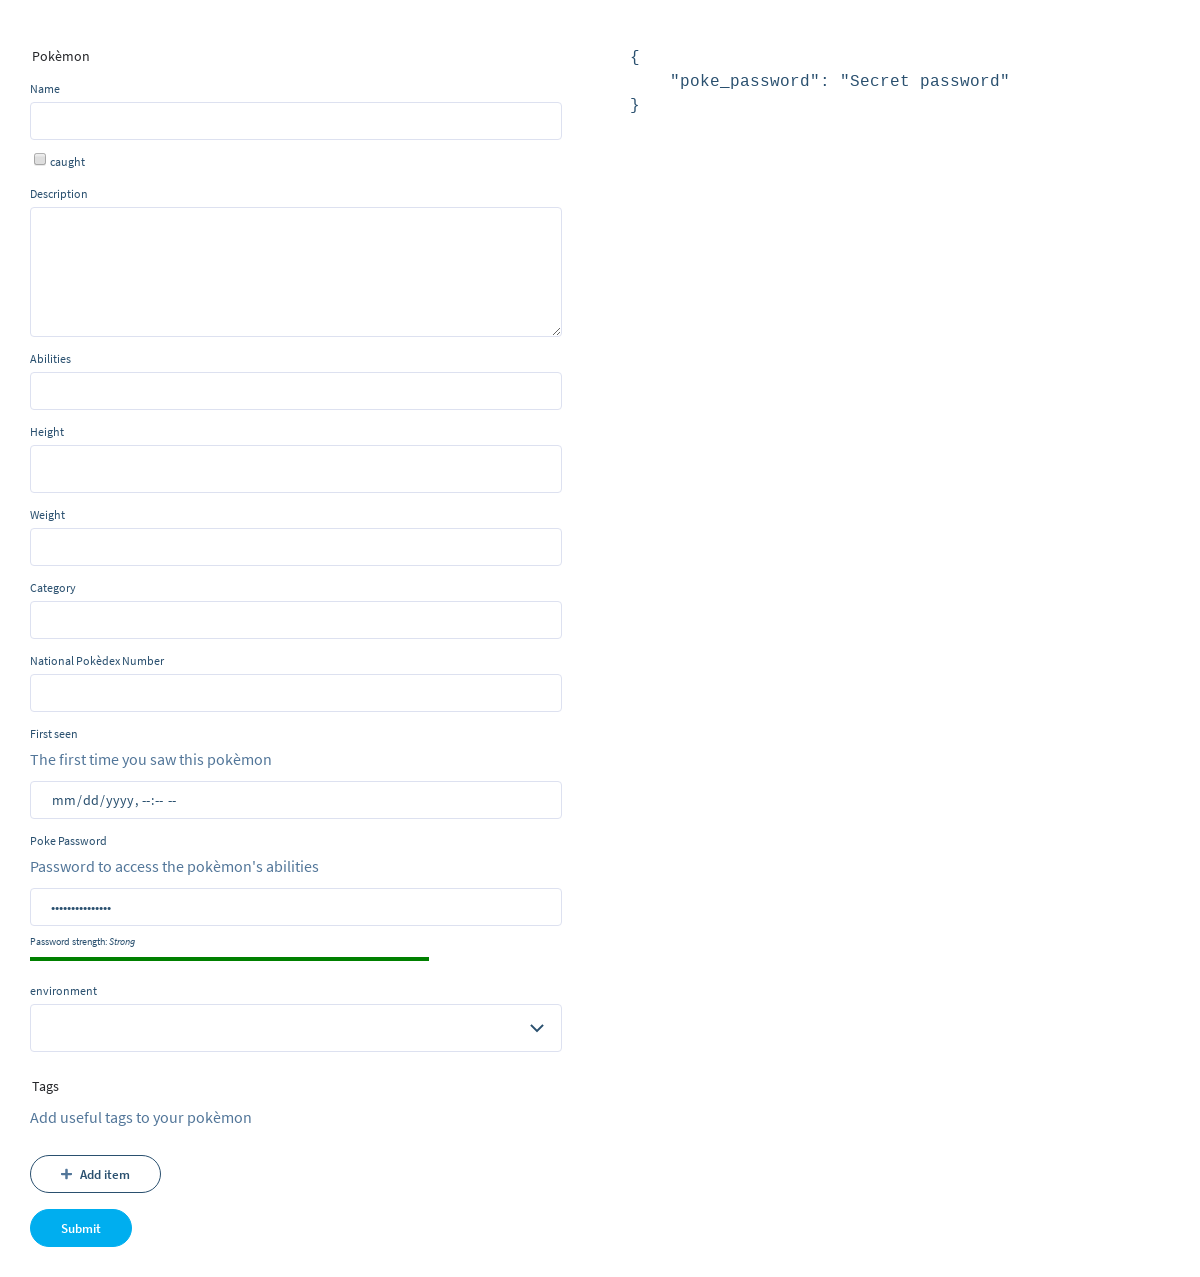 Pokèmon
Name
caught
Description
Abilities
Height
Weight
Category
National Pokèdex Number
First seen
The first time you saw this pokèmon
mm/dd/yyyy, --:-- --
Poke Password
Password to access the pokèmon's abilities
•••••••••••••••
Password strength: Strong
environment
Tags
Add useful tags to your pokèmon
+ Add item
Submit
{
"poke_password": "Secret password"
}